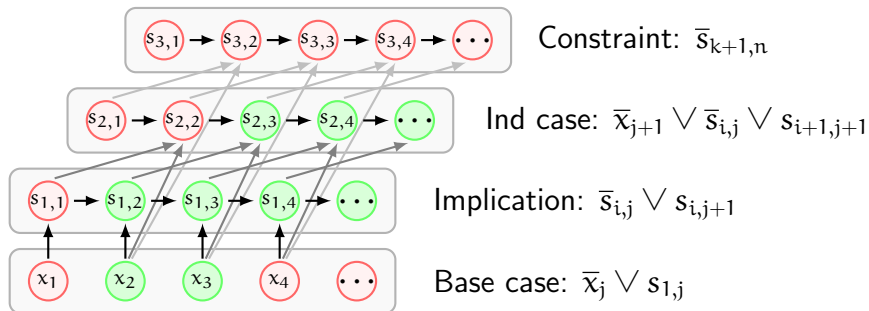 s₃,₁ s₃,₂ s₃,₃ s₃,₄ ··· Constraint: s̅ₖ₊₁,ₙ
s₂,₁ s₂,₂ s₂,₃ s₂,₄ ··· Ind case: x̅ⱼ₊₁ ∨ s̅ᵢ,ⱼ ∨ sᵢ₊₁,ⱼ₊₁
s₁,₁ s₁,₂ s₁,₃ s₁,₄ ··· Implication: s̅ᵢ,ⱼ ∨ sᵢ,ⱼ₊₁
x₁ x₂ x₃ x₄ ··· Base case: x̅ⱼ ∨ s₁,ⱼ